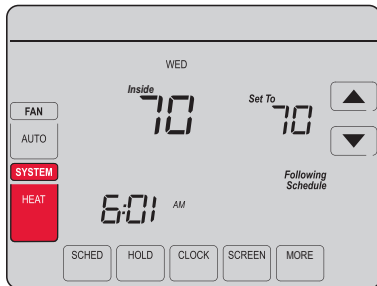 WED
Inside
70
Set To
70
FAN
AUTO
SYSTEM
HEAT
Following
Schedule
6:01 AM
SCHED
HOLD
CLOCK
SCREEN
MORE